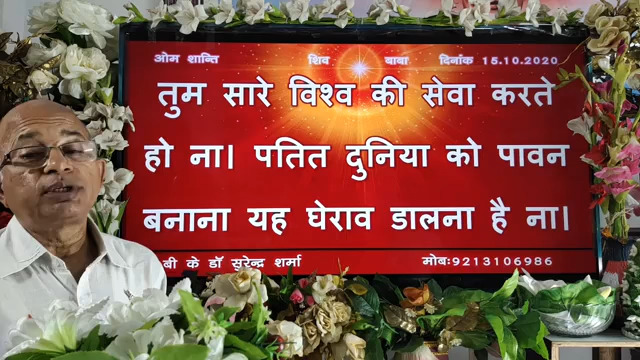 ओम शान्ति शिव बाबा दिनांक 15.10.2020
तुम सारे विश्व की सेवा करते
हो ना। पतित दुनिया को पावन
बनाना यह घेराव डालना है ना।
बी के डॉ सुरेन्द्र शर्मा मोबः9213106986